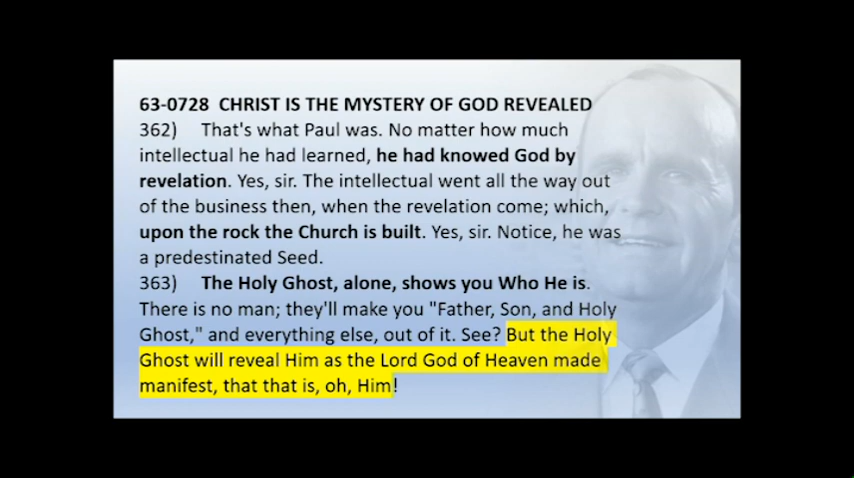 63-0728 CHRIST IS THE MYSTERY OF GOD REVEALED
362) That's what Paul was. No matter how much
intellectual he had learned, he had knowed God by
revelation. Yes, sir. The intellectual went all the way out
of the business then, when the revelation come; which,
upon the rock the Church is built. Yes, sir. Notice, he was
a predestinated Seed.
363) The Holy Ghost, alone, shows you Who He is.
There is no man; they'll make you "Father, Son, and Holy
Ghost," and everything else, out of it. See? But the Holy
Ghost will reveal Him as the Lord God of Heaven made
manifest, that that is, oh, Him!